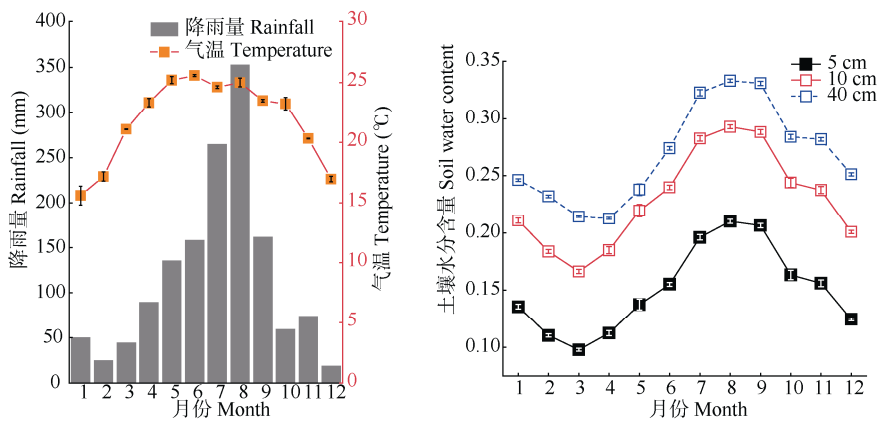 降雨量 Rainfall
气温 Temperature
400
350
300
250
200
150
100
50
0
降雨量 Rainfall (mm)
30
25
20
15
10
5
0
气温 Temperature (℃)
1 2 3 4 5 6 7 8 9 10 11 12
月份 Month
5 cm
10 cm
40 cm
0.35
0.30
0.25
0.20
0.15
0.10
土壤水分含量 Soil water content
1 2 3 4 5 6 7 8 9 10 11 12
月份 Month